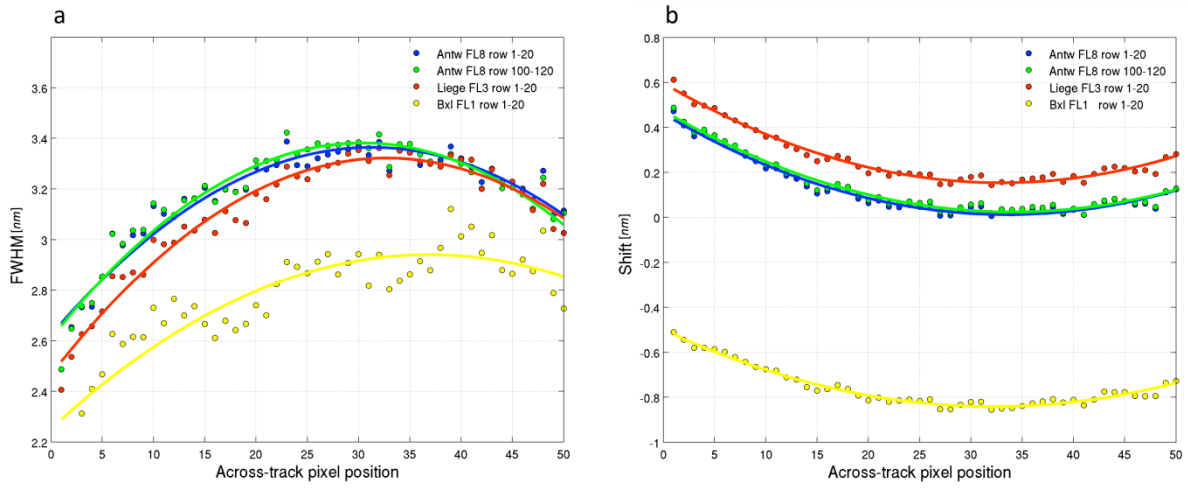 a
FWHM [nm]
3.6
3.4
3.2
3
2.8
2.6
2.4
2.2
0 5 10 15 20 25 30 35 40 45 50
Across-track pixel position
Antw FL8 row 1-20
Antw FL8 row 100-120
Liege FL3 row 1-20
Bxl FL1 row 1-20
b
Shift [nm]
0.8
0.6
0.4
0.2
0
-0.2
-0.4
-0.6
-0.8
-1
0 5 10 15 20 25 30 35 40 45 50
Across-track pixel position
Antw FL8 row 1-20
Antw FL8 row 100-120
Liege FL3 row 1-20
Bxl FL1 row 1-20